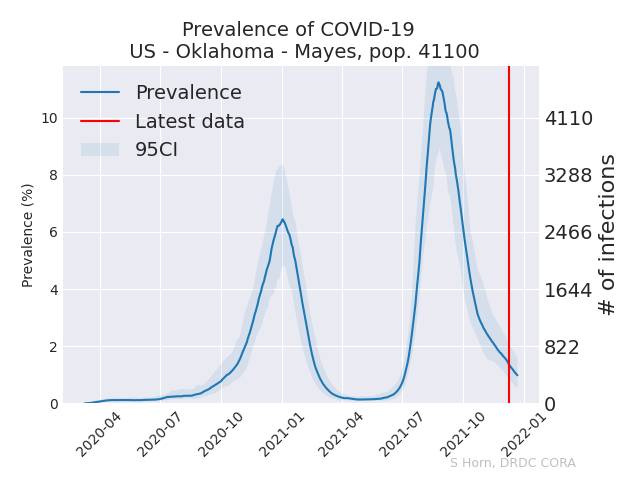 Prevalence of COVID-19
US - Oklahoma - Mayes, pop. 41100
Prevalence
Latest data
95CI
Prevalence (%)
10
8
6
4
2
0
4110
3288
2466
1644
822
0
# of infections
2020-04
2020-07
2020-10
2021-01
2021-04
2021-07
2021-10
2022-01
S Horn, DRDC CORA